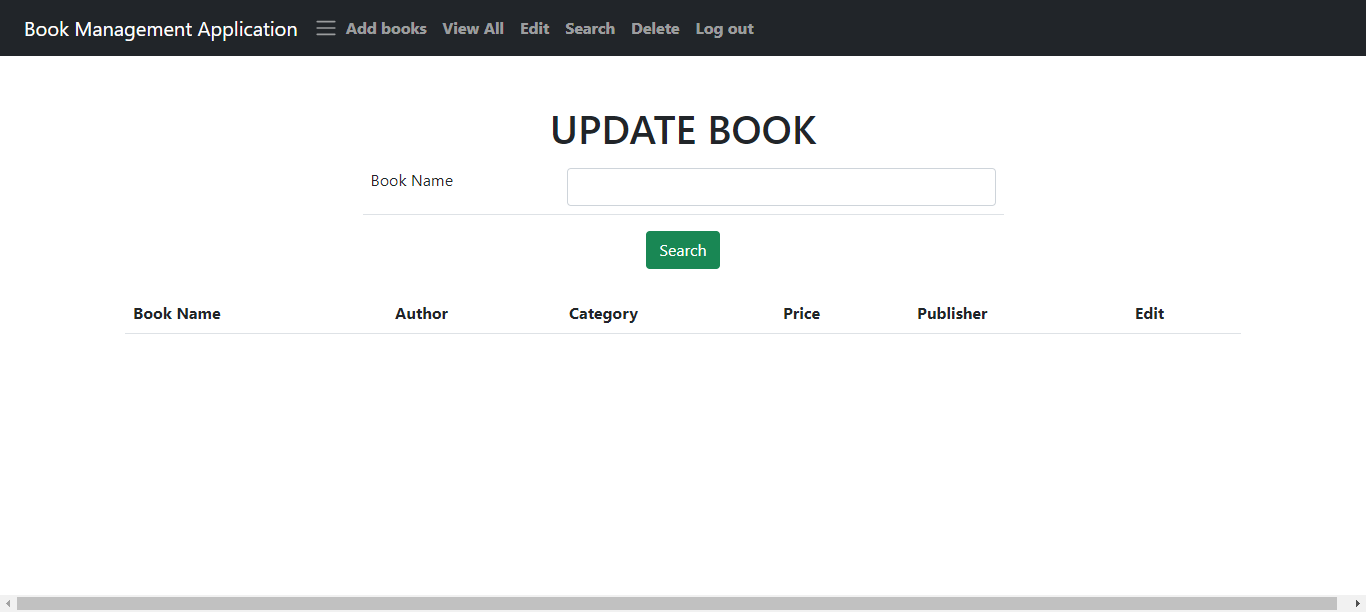 Book Management Application Add books View All Edit Search Delete Log out
UPDATE BOOK
Book Name
Search
Book Name Author Category Price Publisher Edit